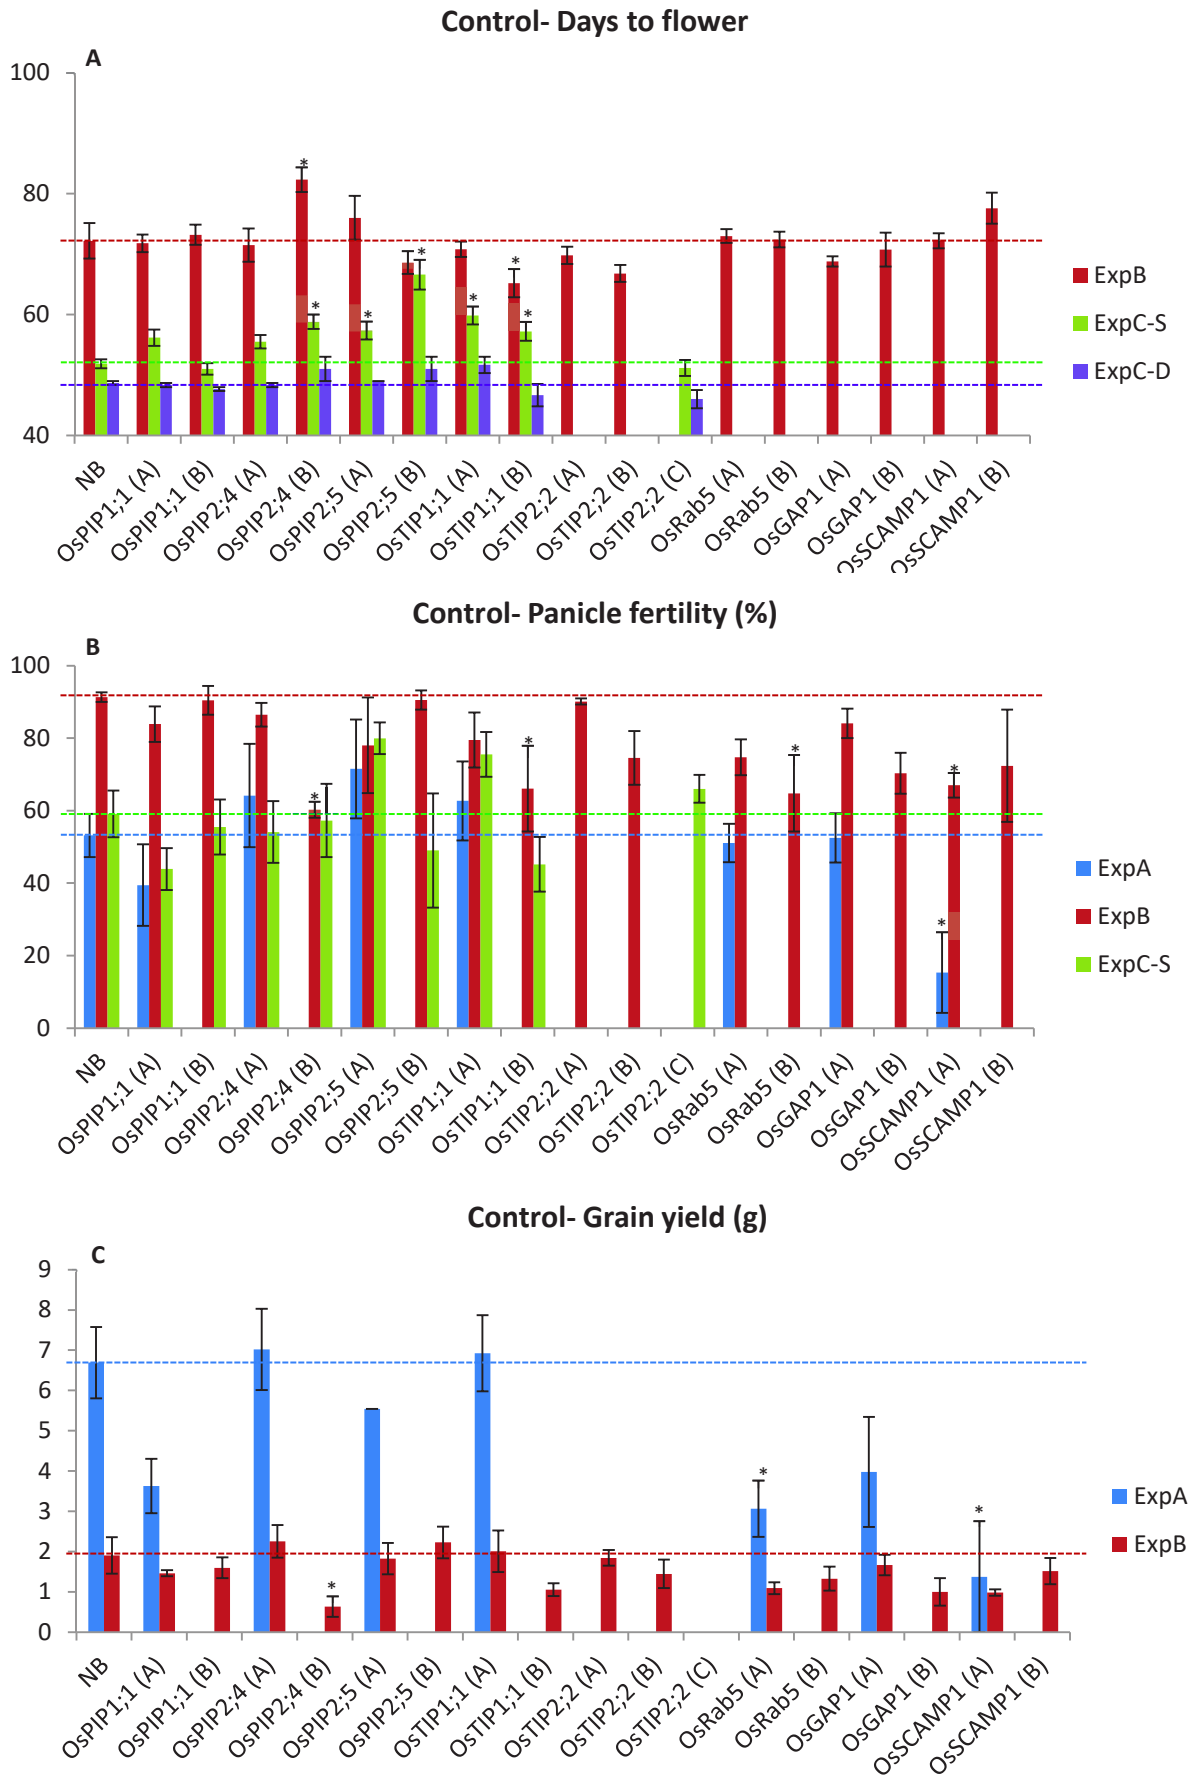 Control- Days to flower
A
100
80
60
40
* * * * * * *
NB OsPIP1;1 (A) OsPIP1;1 (B) OsPIP2;4 (A) OsPIP2;4 (B) OsPIP2;5 (A) OsPIP2;5 (B) OsTIP1;1 (A) OsTIP1;1 (B) OsTIP2;2 (A) OsTIP2;2 (B) OsTIP2;2 (C) OsRab5 (A) OsRab5 (B) OsGAP1 (A) OsGAP1 (B) OsSCAMP1 (A) OsSCAMP1 (B)
ExpB
ExpC-S
ExpC-D
Control- Panicle fertility (%)
B
100
80
60
40
20
0
* * * * *
NB OsPIP1;1 (A) OsPIP1;1 (B) OsPIP2;4 (A) OsPIP2;4 (B) OsPIP2;5 (A) OsPIP2;5 (B) OsTIP1;1 (A) OsTIP1;1 (B) OsTIP2;2 (A) OsTIP2;2 (B) OsTIP2;2 (C) OsRab5 (A) OsRab5 (B) OsGAP1 (A) OsGAP1 (B) OsSCAMP1 (A) OsSCAMP1 (B)
ExpA
ExpB
ExpC-S
Control- Grain yield (g)
C
9
8
7
6
5
4
3
2
1
0
* * *
NB OsPIP1;1 (A) OsPIP1;1 (B) OsPIP2;4 (A) OsPIP2;4 (B) OsPIP2;5 (A) OsPIP2;5 (B) OsTIP1;1 (A) OsTIP1;1 (B) OsTIP2;2 (A) OsTIP2;2 (B) OsTIP2;2 (C) OsRab5 (A) OsRab5 (B) OsGAP1 (A) OsGAP1 (B) OsSCAMP1 (A) OsSCAMP1 (B)
ExpA
ExpB